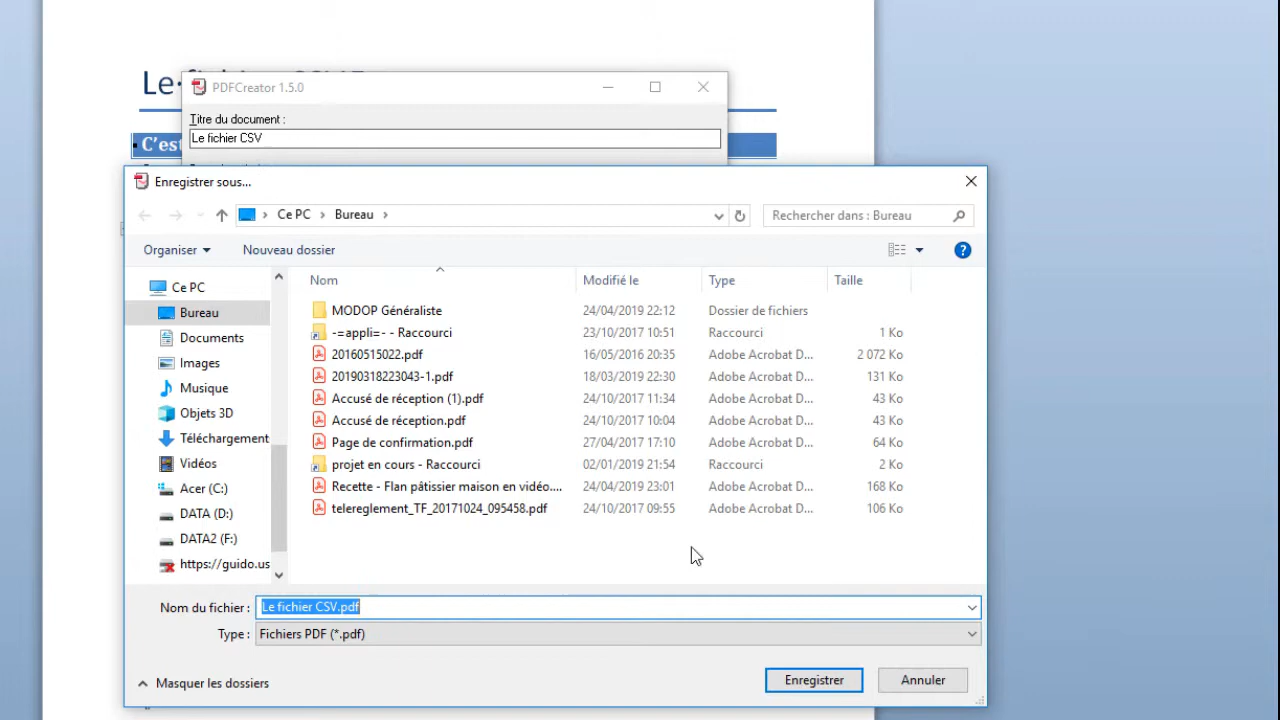 Le
PDFCreator 1.5.0
Titre du document :
Le fichier CSV
C'est
Enregistrer sous...
Ce PC Bureau
Rechercher dans : Bureau
Organiser Nouveau dossier
Nom Modifié le Type Taille
Ce PC
Bureau
Documents
Images
Musique
Objets 3D
Téléchargement
Vidéos
Acer (C:)
DATA (D:)
DATA2 (F:)
https://guido.us
MODOP Généraliste 24/04/2019 22:12 Dossier de fichiers
-=appli=- - Raccourci 23/10/2017 10:51 Raccourci 1 Ko
20160515022.pdf 16/05/2016 20:35 Adobe Acrobat D... 2 072 Ko
20190318223043-1.pdf 18/03/2019 22:30 Adobe Acrobat D... 131 Ko
Accusé de réception (1).pdf 24/10/2017 11:34 Adobe Acrobat D... 43 Ko
Accusé de réception.pdf 24/10/2017 10:04 Adobe Acrobat D... 43 Ko
Page de confirmation.pdf 27/04/2017 17:10 Adobe Acrobat D... 64 Ko
projet en cours - Raccourci 02/01/2019 21:54 Raccourci 2 Ko
Recette - Flan pâtissier maison en vidéo.... 24/04/2019 23:01 Adobe Acrobat D... 168 Ko
telereglement_TF_20171024_095458.pdf 24/10/2017 09:55 Adobe Acrobat D... 106 Ko
Nom du fichier : Le fichier CSV.pdf
Type : Fichiers PDF (*.pdf)
Masquer les dossiers Enregistrer Annuler